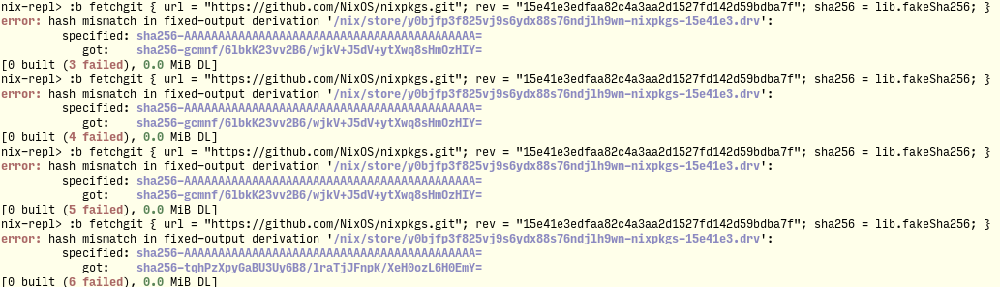 nix-repl> :b fetchgit { url = "https://github.com/NixOS/nixpkgs.git"; rev = "15e41e3edfaa82c4a3aa2d1527fd142d59bdba7f"; sha256 = lib.fakeSha256; }
error: hash mismatch in fixed-output derivation '/nix/store/y0bjfp3f825vj9s6ydx88s76ndjlh9wn-nixpkgs-15e41e3.drv':
specified: sha256-AAAAAAAAAAAAAAAAAAAAAAAAAAAAAAAAAAAAAAAAAAA=
got: sha256-gcmnf/6lbkK23vv2B6/wjkV+J5dV+ytXwq8sHmOzHIY=
[0 built (3 failed), 0.0 MiB DL]
nix-repl> :b fetchgit { url = "https://github.com/NixOS/nixpkgs.git"; rev = "15e41e3edfaa82c4a3aa2d1527fd142d59bdba7f"; sha256 = lib.fakeSha256; }
error: hash mismatch in fixed-output derivation '/nix/store/y0bjfp3f825vj9s6ydx88s76ndjlh9wn-nixpkgs-15e41e3.drv':
specified: sha256-AAAAAAAAAAAAAAAAAAAAAAAAAAAAAAAAAAAAAAAAAAA=
got: sha256-gcmnf/6lbkK23vv2B6/wjkV+J5dV+ytXwq8sHmOzHIY=
[0 built (4 failed), 0.0 MiB DL]
nix-repl> :b fetchgit { url = "https://github.com/NixOS/nixpkgs.git"; rev = "15e41e3edfaa82c4a3aa2d1527fd142d59bdba7f"; sha256 = lib.fakeSha256; }
error: hash mismatch in fixed-output derivation '/nix/store/y0bjfp3f825vj9s6ydx88s76ndjlh9wn-nixpkgs-15e41e3.drv':
specified: sha256-AAAAAAAAAAAAAAAAAAAAAAAAAAAAAAAAAAAAAAAAAAA=
got: sha256-gcmnf/6lbkK23vv2B6/wjkV+J5dV+ytXwq8sHmOzHIY=
[0 built (5 failed), 0.0 MiB DL]
nix-repl> :b fetchgit { url = "https://github.com/NixOS/nixpkgs.git"; rev = "15e41e3edfaa82c4a3aa2d1527fd142d59bdba7f"; sha256 = lib.fakeSha256; }
error: hash mismatch in fixed-output derivation '/nix/store/y0bjfp3f825vj9s6ydx88s76ndjlh9wn-nixpkgs-15e41e3.drv':
specified: sha256-AAAAAAAAAAAAAAAAAAAAAAAAAAAAAAAAAAAAAAAAAAA=
got: sha256-tqhPzXpyGaBU3Uy6B8/lraTjJFnpK/XeH0ozL6H0EmY=
[0 built (6 failed), 0.0 MiB DL]